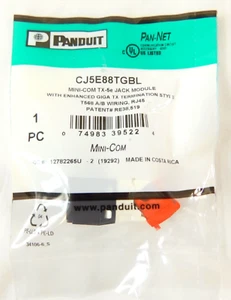 PANDUIT
PAN-NET
CJ5E88TGBL
MINI-COM TX-5e JACK MODULE
WITH ENHANCED GIGA TX TERMINATION STYLE
T568 A/B WIRING, RJ45
1
PC
0 74983 39522
MINI-COM
MADE IN COSTA RICA
www.panduit.com